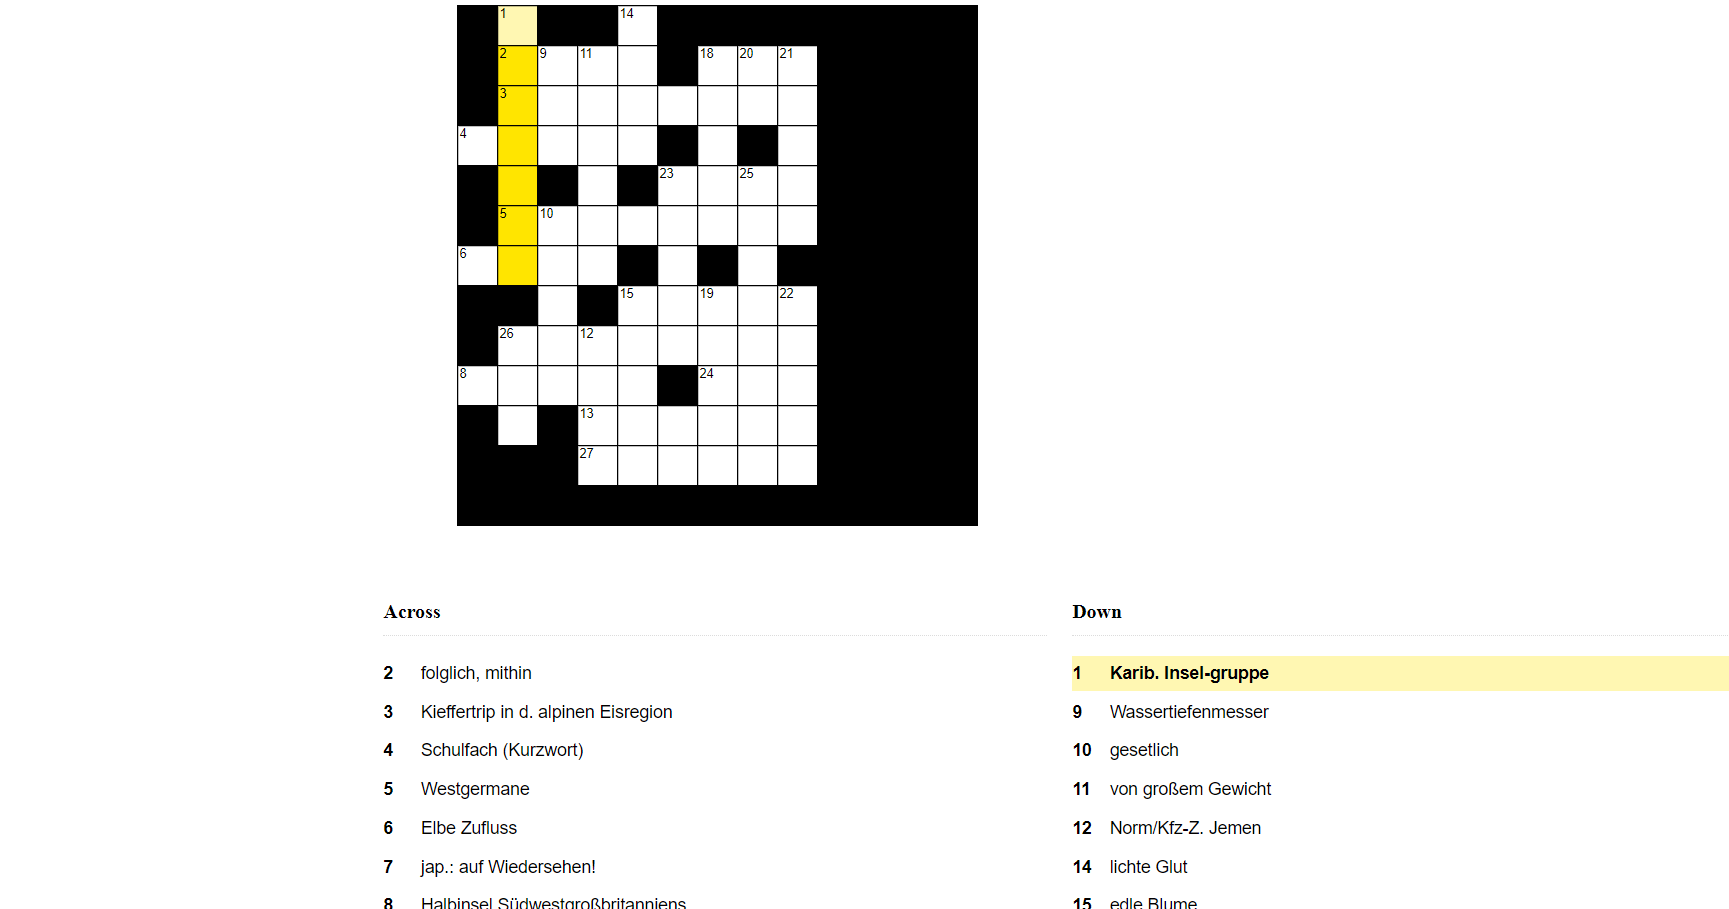 1 14
2 9 11 18 20 21
3
4
23 25
5 10
6
15 19 22
26 12
8 24
13
27
Across
2 folglich, mithin
3 Kieffertrip in d. alpinen Eisregion
4 Schulfach (Kurzwort)
5 Westgermane
6 Elbe Zufluss
7 jap.: auf Wiedersehen!
8 Halbinsel Südwestgroßbritanniens
Down
1 Karib. Insel-gruppe
9 Wassertiefenmesser
10 gesetlich
11 von großem Gewicht
12 Norm/Kfz-Z. Jemen
14 lichte Glut
15 edle Blume